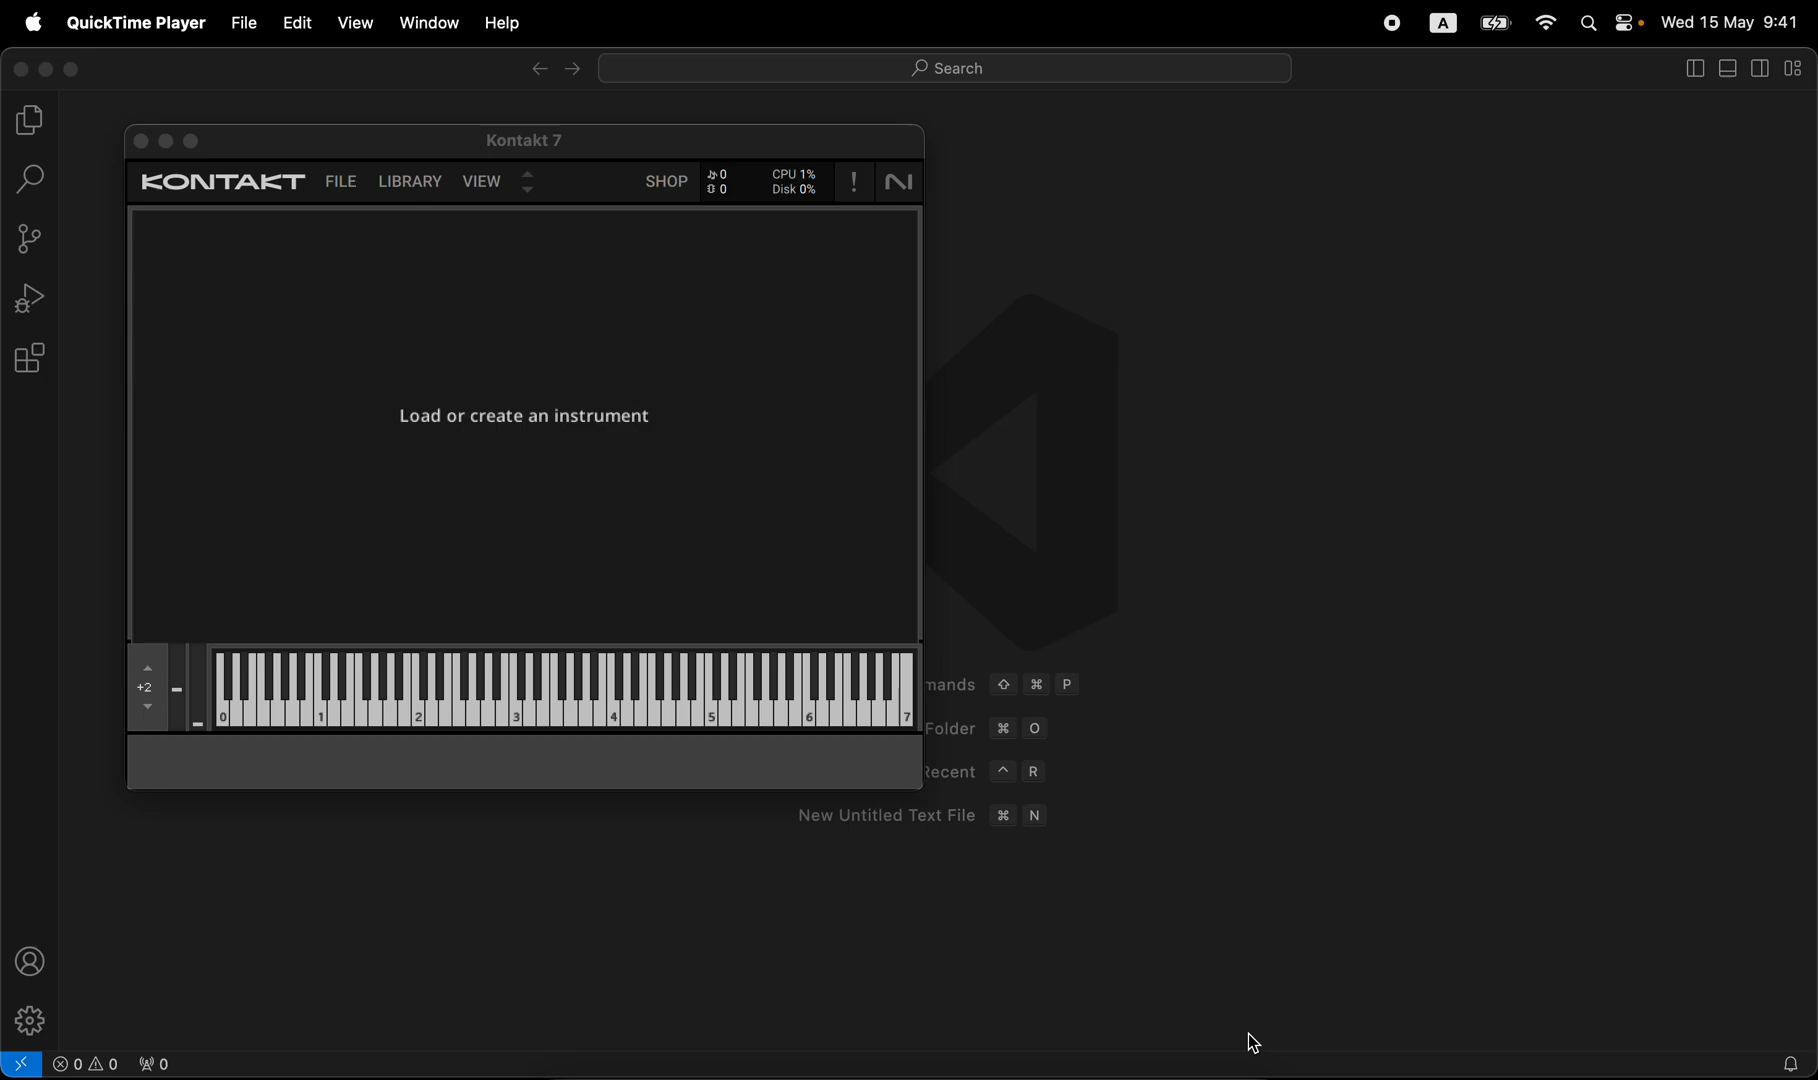 QuickTime Player File Edit View Window Help A Wed 15 May 9:41
Search
Kontakt 7
KONTAKT FILE LIBRARY VIEW SHOP 0 CPU 1%
0 Disk 0%
!
Load or create an instrument
+2
0 1 2 3 4 5 6 7
mands ⇧ ⌘ P
Folder ⌘ O
Recent ^ R
New Untitled Text File ⌘ N
0 0 0